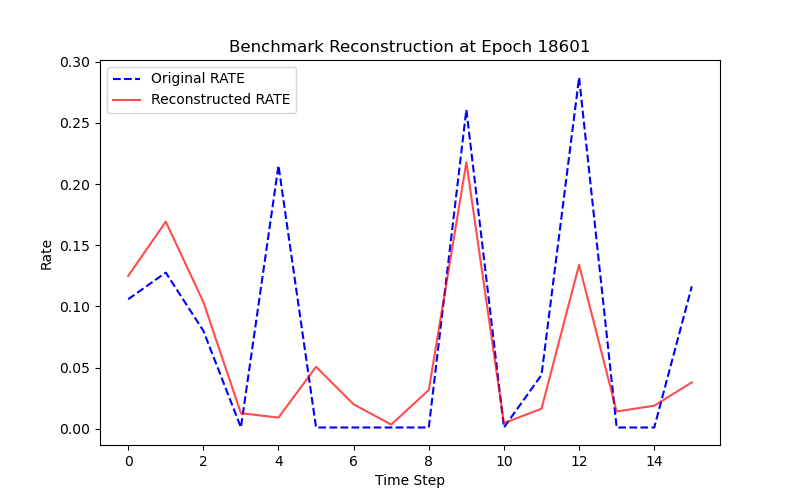 Benchmark Reconstruction at Epoch 18601
Original RATE
Reconstructed RATE
0.30
0.25
0.20
0.15
0.10
0.05
0.00
Rate
0 2 4 6 8 10 12 14
Time Step